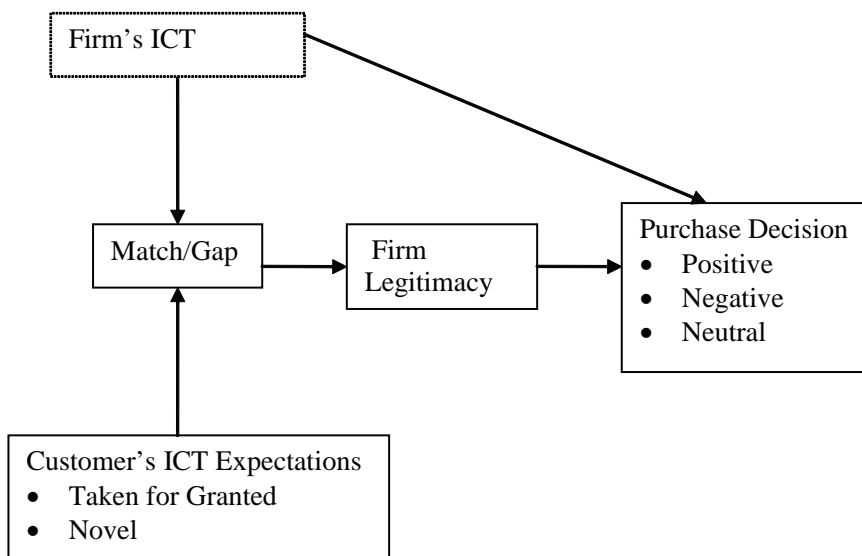 Firm’s ICT
Match/Gap
Firm
Legitimacy
Purchase Decision
• Positive
• Negative
• Neutral
Customer’s ICT Expectations
• Taken for Granted
• Novel